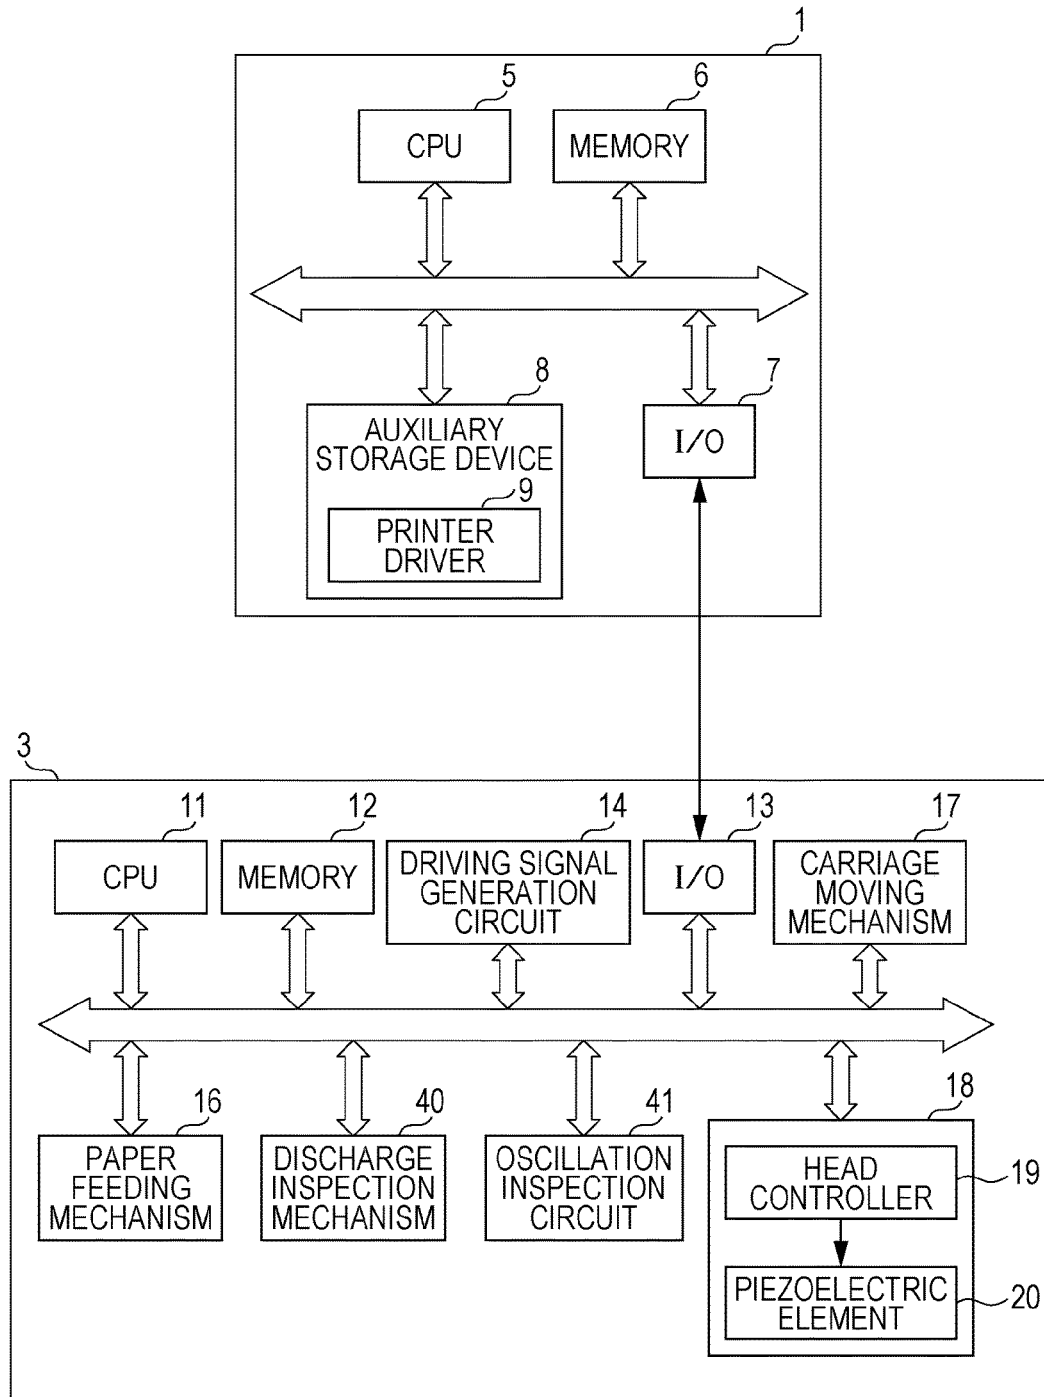 1
5
6
CPU
MEMORY
8
7
AUXILIARY
STORAGE DEVICE
I/O
9
PRINTER
DRIVER
3
11
12
14
13
17
CPU
MEMORY
DRIVING SIGNAL
GENERATION
CIRCUIT
I/O
CARRIAGE
MOVING
MECHANISM
16
40
41
18
PAPER
FEEDING
MECHANISM
DISCHARGE
INSPECTION
MECHANISM
OSCILLATION
INSPECTION
CIRCUIT
HEAD
CONTROLLER
19
PIEZOELECTRIC
ELEMENT
20